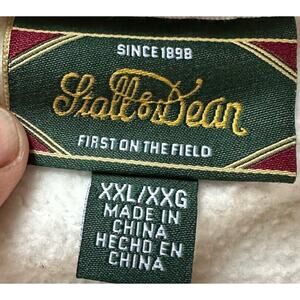 SINCE 1898
Stall & Dean
FIRST ON THE FIELD
XXL/XXG
MADE IN
CHINA
HECHO EN
CHINA